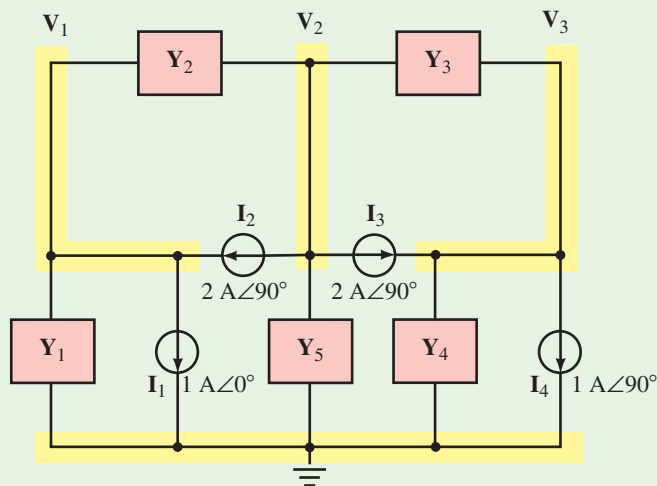 V₁ V₂ V₃
Y₂ Y₃
I₂ I₃
2 A∠90° 2 A∠90°
Y₁ I₁ 1 A∠0° Y₅ Y₄ I₄ 1 A∠90°